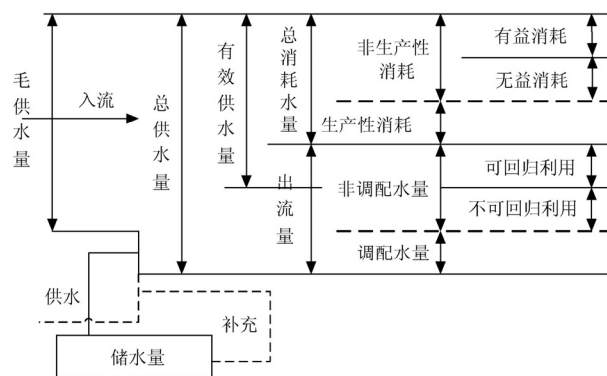 毛供水量
入流
总供水量
有效供水量
总消耗水量
非生产性
消耗
有益消耗
无益消耗
生产性消耗
出流量
非调配水量
可回归利用
不可回归利用
调配水量
供水
补充
储水量